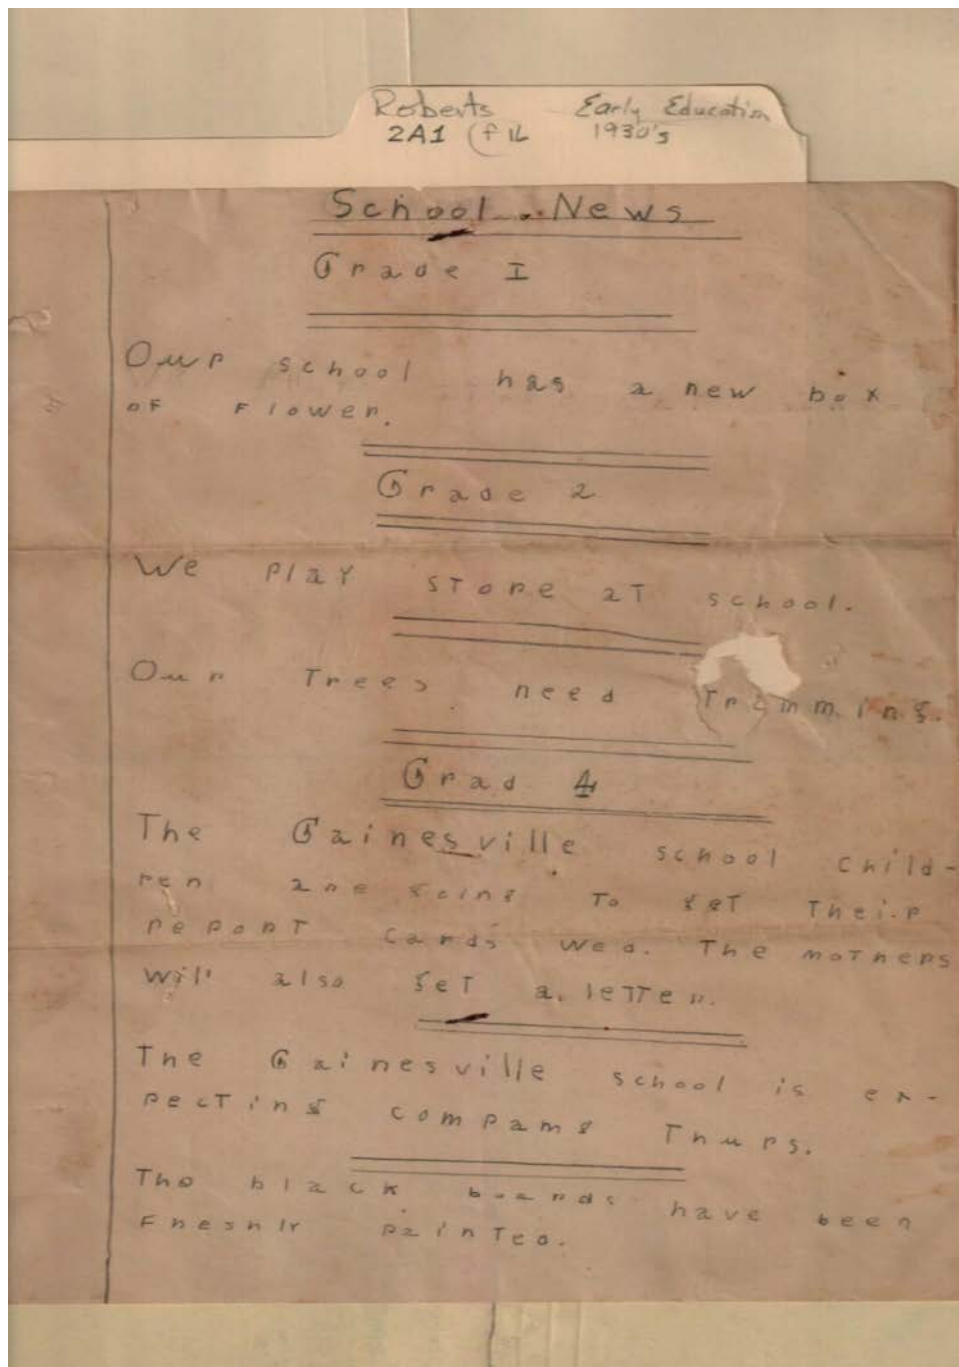 Roberts Early Education
2A1 (f 12 1930's
School..News
Grade I
Our school has a new box
of flower.
Grade 2
We play store at school.
Our Trees need Trimming.
Grad 4
The Gainesville school child-
ren are going To get Their
report cards Wed. The mothers
will also get a letter.
The Gainesville school is ex-
pecting company Thurs.
The black boards have been
Freshly painted.